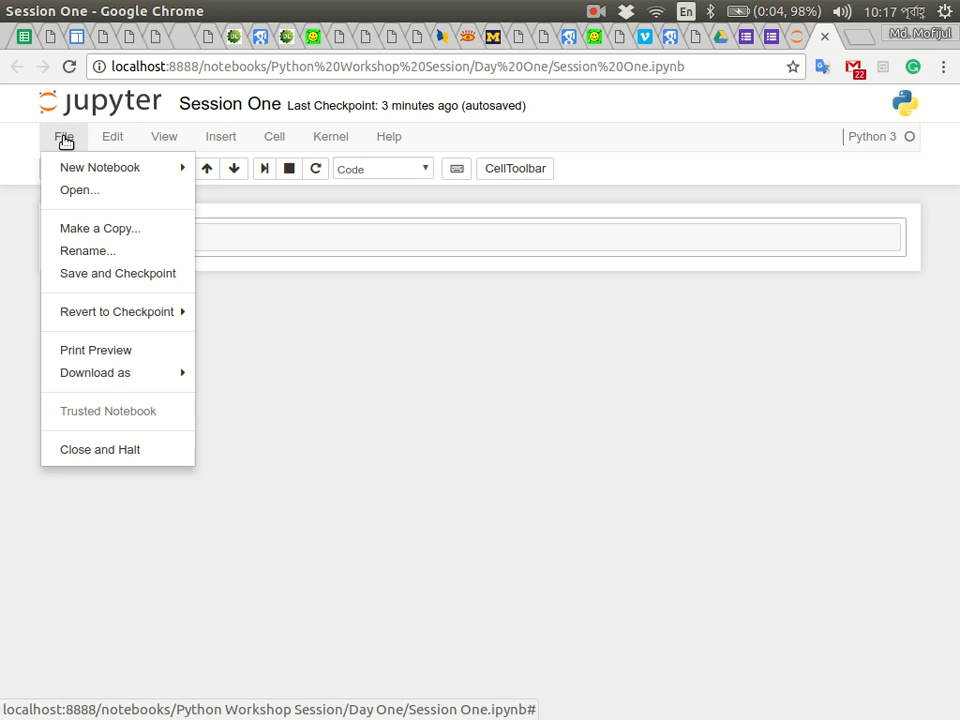 Session One - Google Chrome
En
(0:04, 98%)
10:17 পূর্বাহ্ণ
Md. Mofijul
localhost:8888/notebooks/Python%20Workshop%20Session/Day%20One/Session%20One.ipynb
22
jupyter
Session One
Last Checkpoint: 3 minutes ago (autosaved)
File
Edit
View
Insert
Cell
Kernel
Help
Python 3
Code
CellToolbar
New Notebook
Open...
Make a Copy...
Rename...
Save and Checkpoint
Revert to Checkpoint
Print Preview
Download as
Trusted Notebook
Close and Halt
localhost:8888/notebooks/Python Workshop Session/Day One/Session One.ipynb#